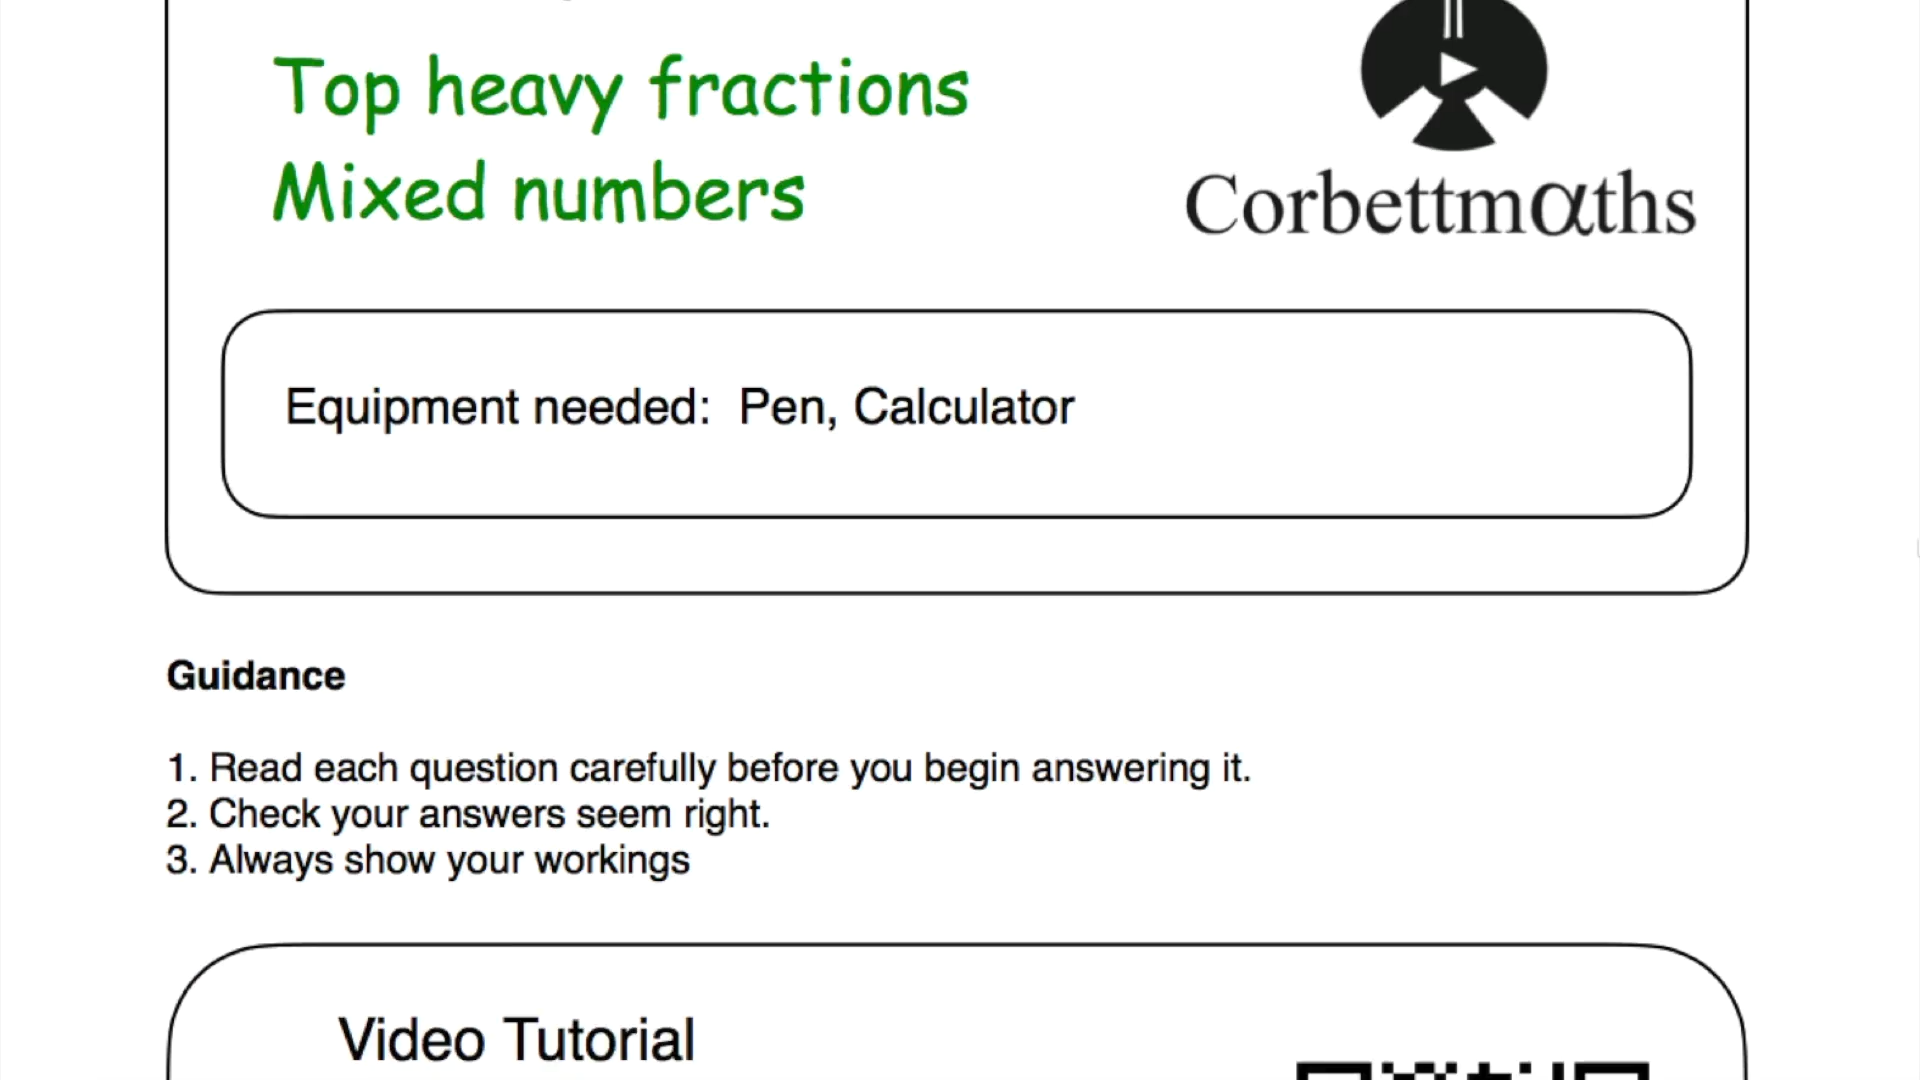 Top heavy fractions
Mixed numbers
Corbettmαths
Equipment needed: Pen, Calculator
Guidance
1. Read each question carefully before you begin answering it.
2. Check your answers seem right.
3. Always show your workings
Video Tutorial